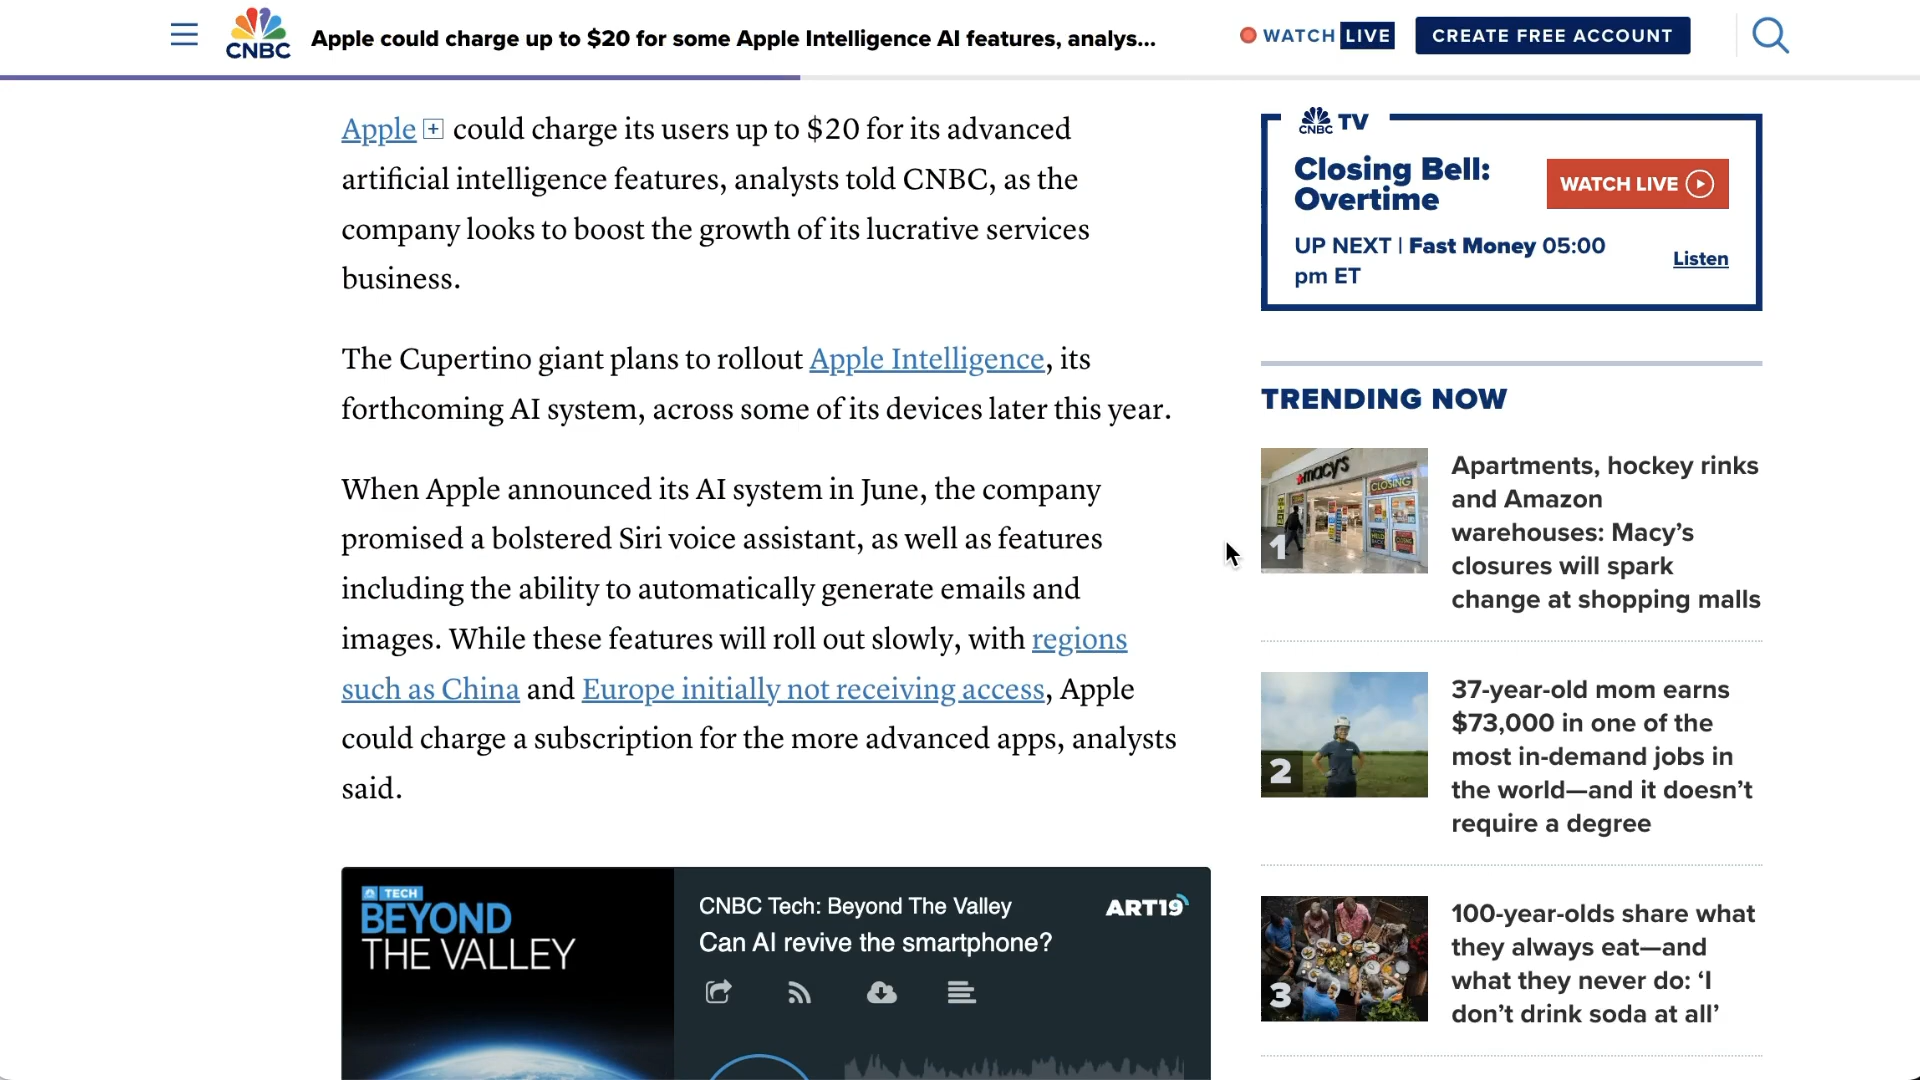 CNBC
Apple could charge up to $20 for some Apple Intelligence AI features, analys...
WATCH LIVE
CREATE FREE ACCOUNT
Apple + could charge its users up to $20 for its advanced
artificial intelligence features, analysts told CNBC, as the
company looks to boost the growth of its lucrative services
business.
The Cupertino giant plans to rollout Apple Intelligence, its
forthcoming AI system, across some of its devices later this year.
When Apple announced its AI system in June, the company
promised a bolstered Siri voice assistant, as well as features
including the ability to automatically generate emails and
images. While these features will roll out slowly, with regions
such as China and Europe initially not receiving access, Apple
could charge a subscription for the more advanced apps, analysts
said.
TECH
BEYOND
THE VALLEY
CNBC Tech: Beyond The Valley
Can AI revive the smartphone?
ART19
CNBC TV
Closing Bell:
Overtime
WATCH LIVE
UP NEXT | Fast Money 05:00
pm ET
Listen
TRENDING NOW
macy's
CLOSING
1
Apartments, hockey rinks
and Amazon
warehouses: Macy’s
closures will spark
change at shopping malls
2
37-year-old mom earns
$73,000 in one of the
most in-demand jobs in
the world—and it doesn’t
require a degree
3
100-year-olds share what
they always eat—and
what they never do: ‘I
don’t drink soda at all’